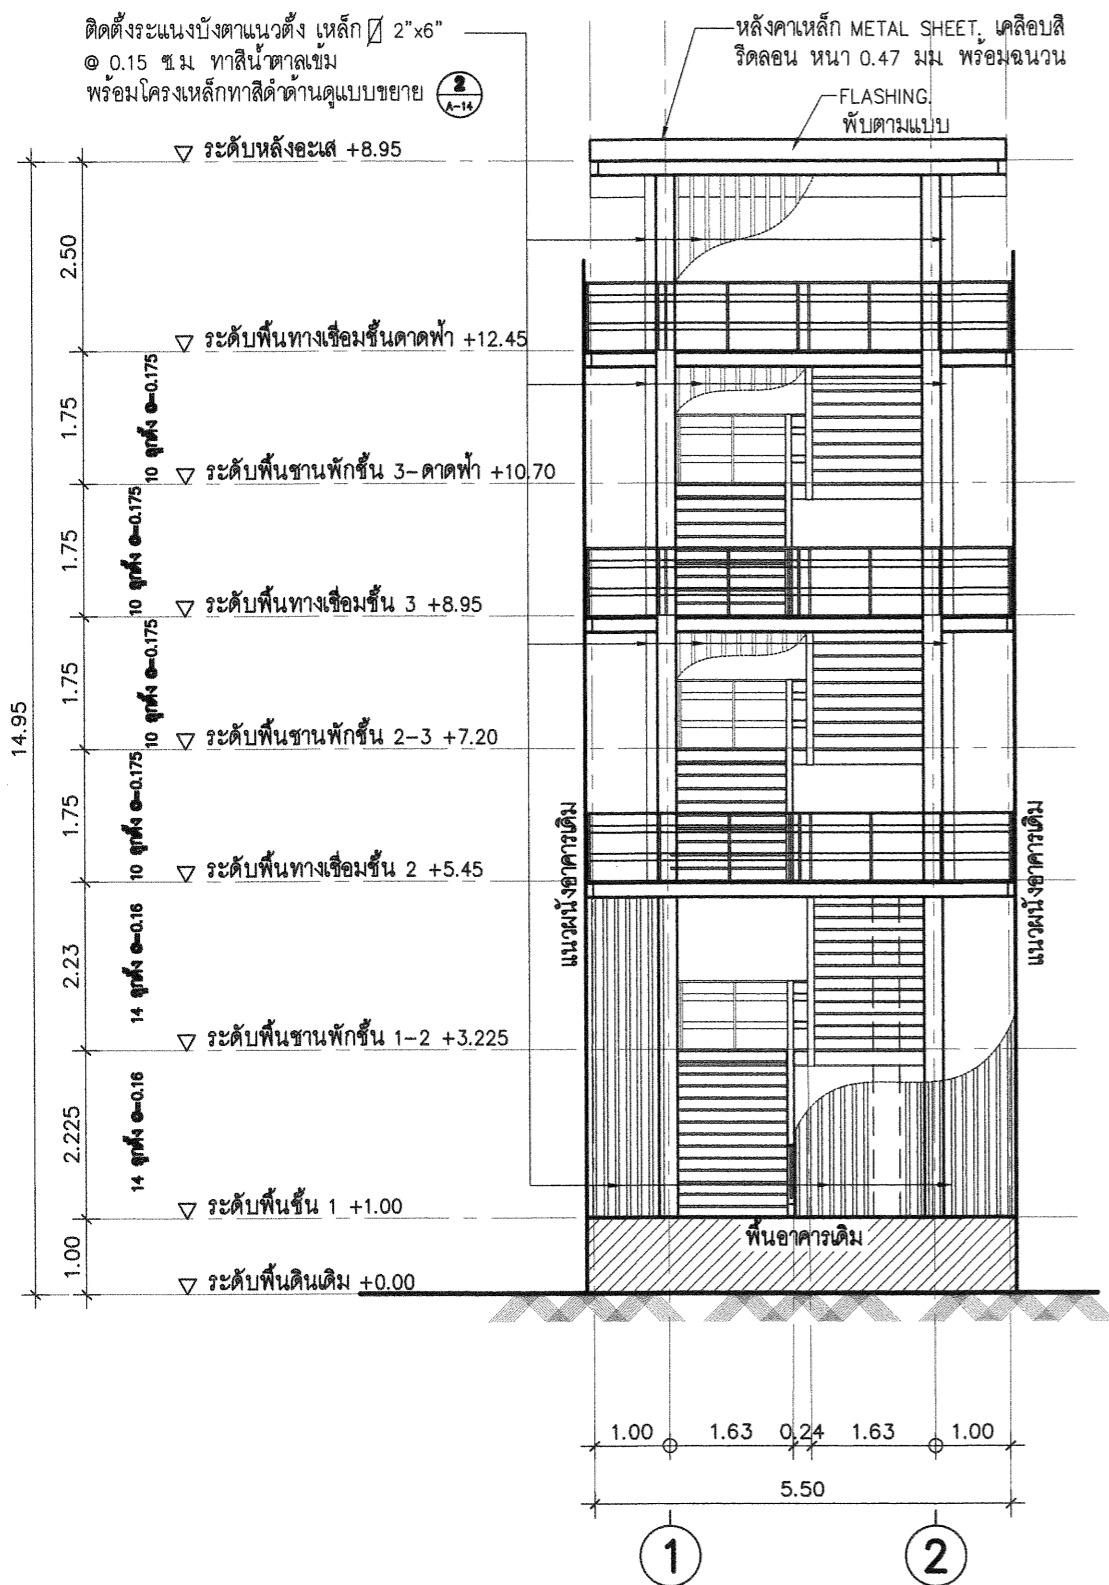 ติดตั้งระแนงบังตาแนวตั้ง เหล็ก 2"x6"
@ 0.15 ซ.ม. ทาสีน้ำตาลเข้ม
พร้อมโครงเหล็กทาสีดำด้านดูแบบขยาย
2
A-14
หลังคาเหล็ก METAL SHEET. เคลือบสี
รีดลอน หนา 0.47 มม พร้อมฉนวน
FLASHING.
พับตามแบบ
ระดับหลังอะเส +8.95
2.50
ระดับพื้นทางเชื่อมชั้นดาดฟ้า +12.45
1.75
10 ลูกตั้ง @=0.175
ระดับพื้นชานพักชั้น 3-ดาดฟ้า +10.70
1.75
10 ลูกตั้ง @=0.175
ระดับพื้นทางเชื่อมชั้น 3 +8.95
1.75
10 ลูกตั้ง @=0.175
14.95
ระดับพื้นชานพักชั้น 2-3 +7.20
1.75
10 ลูกตั้ง @=0.175
ระดับพื้นทางเชื่อมชั้น 2 +5.45
แนวผนังอาคารเดิม
แนวผนังอาคารเดิม
2.23
14 ลูกตั้ง @=0.16
ระดับพื้นชานพักชั้น 1-2 +3.225
2.225
14 ลูกตั้ง @=0.16
ระดับพื้นชั้น 1 +1.00
พื้นอาคารเดิม
1.00
ระดับพื้นดินเดิม +0.00
1.00 1.63 0.24 1.63 1.00
5.50
1 2